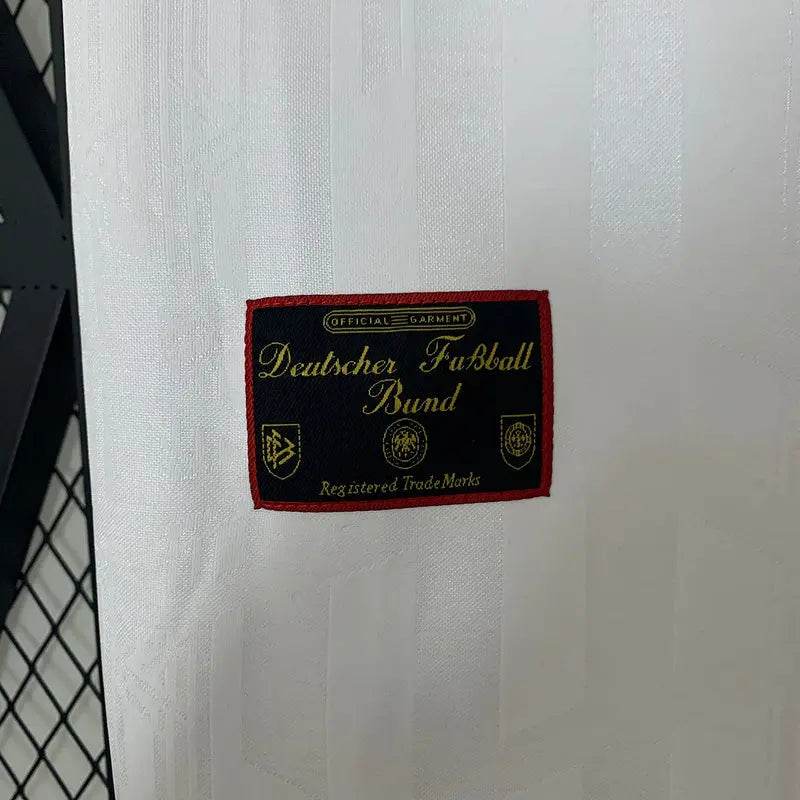 OFFICIAL GARMENT
Deutscher Fußball
Bund
Registered TradeMarks